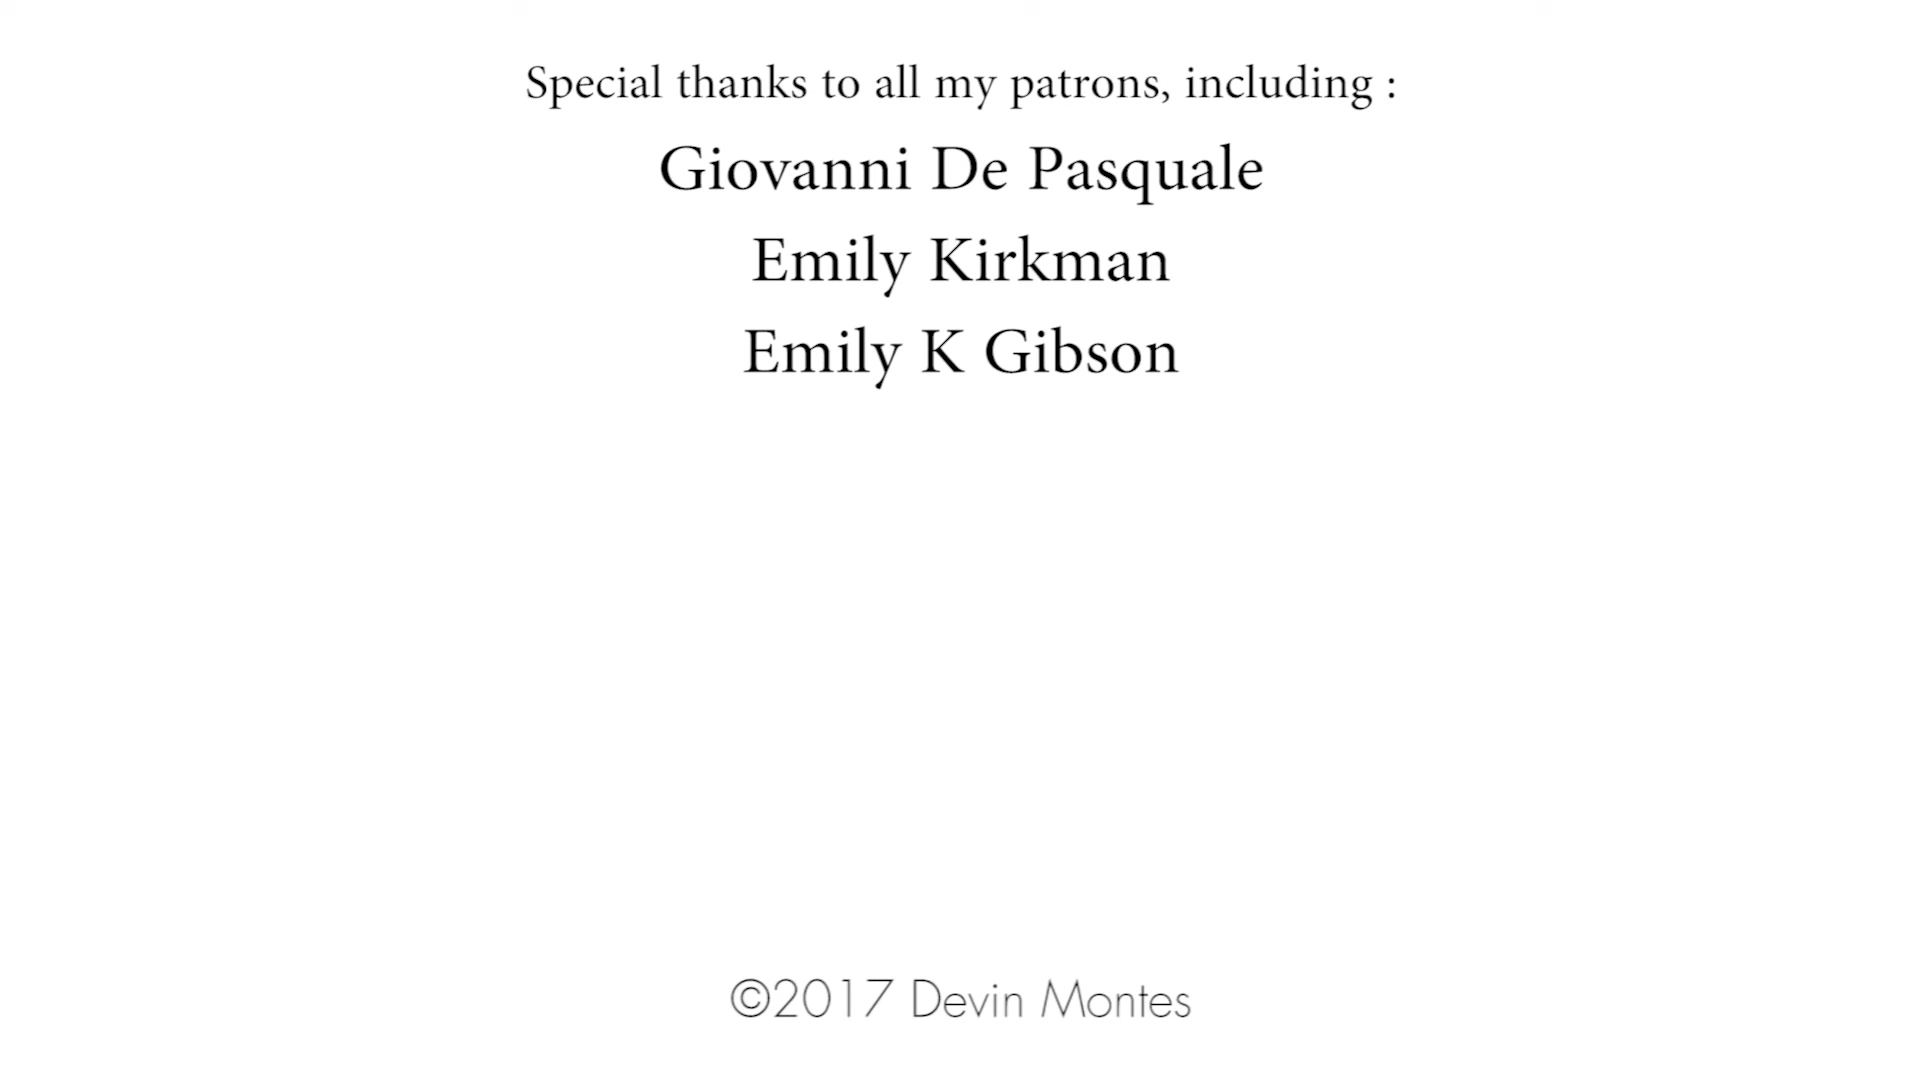 Special thanks to all my patrons, including :
Giovanni De Pasquale
Emily Kirkman
Emily K Gibson
©2017 Devin Montes